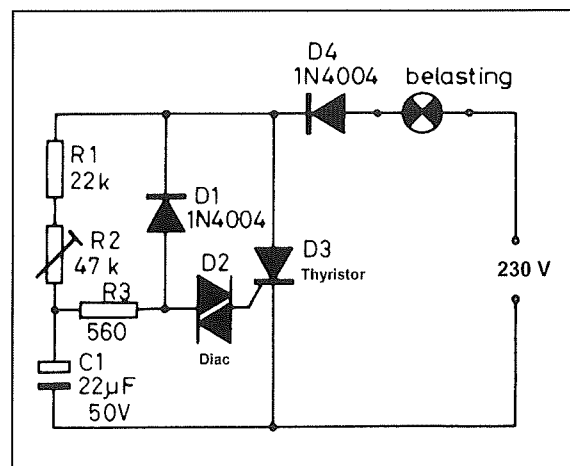 D4
1N4004
belasting
R1
22k
D1
1N4004
R2
47 k
D2
D3
Thyristor
230 V
R3
560
Diac
C1
22µF
50V